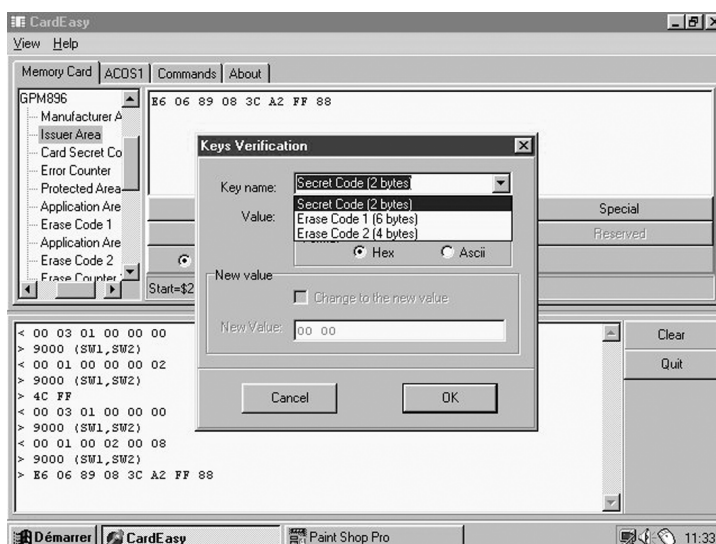 CardEasy
View Help
Memory Card ACOS1 Commands About
GPM896
Manufacturer A
Issuer Area
Card Secret Co
Error Counter
Protected Area
Application Are
Erase Code 1
Application Are
Erase Code 2
Erase Counter
E6 06 89 08 3C A2 FF 88
Special
Reserved
Start=$2
Keys Verification
Key name: Secret Code (2 bytes)
Secret Code (2 bytes)
Erase Code 1 (6 bytes)
Erase Code 2 (4 bytes)
Value:
Hex Ascii
New value
Change to the new value
New Value: 00 00
Cancel OK
< 00 03 01 00 00 00
> 9000 (SW1,SW2)
< 00 01 00 00 00 02
> 9000 (SW1,SW2)
> 4C FF
< 00 03 01 00 00 00
> 9000 (SW1,SW2)
< 00 01 00 02 00 08
> 9000 (SW1,SW2)
> E6 06 89 08 3C A2 FF 88
Clear
Quit
Démarrer CardEasy Paint Shop Pro 11:33